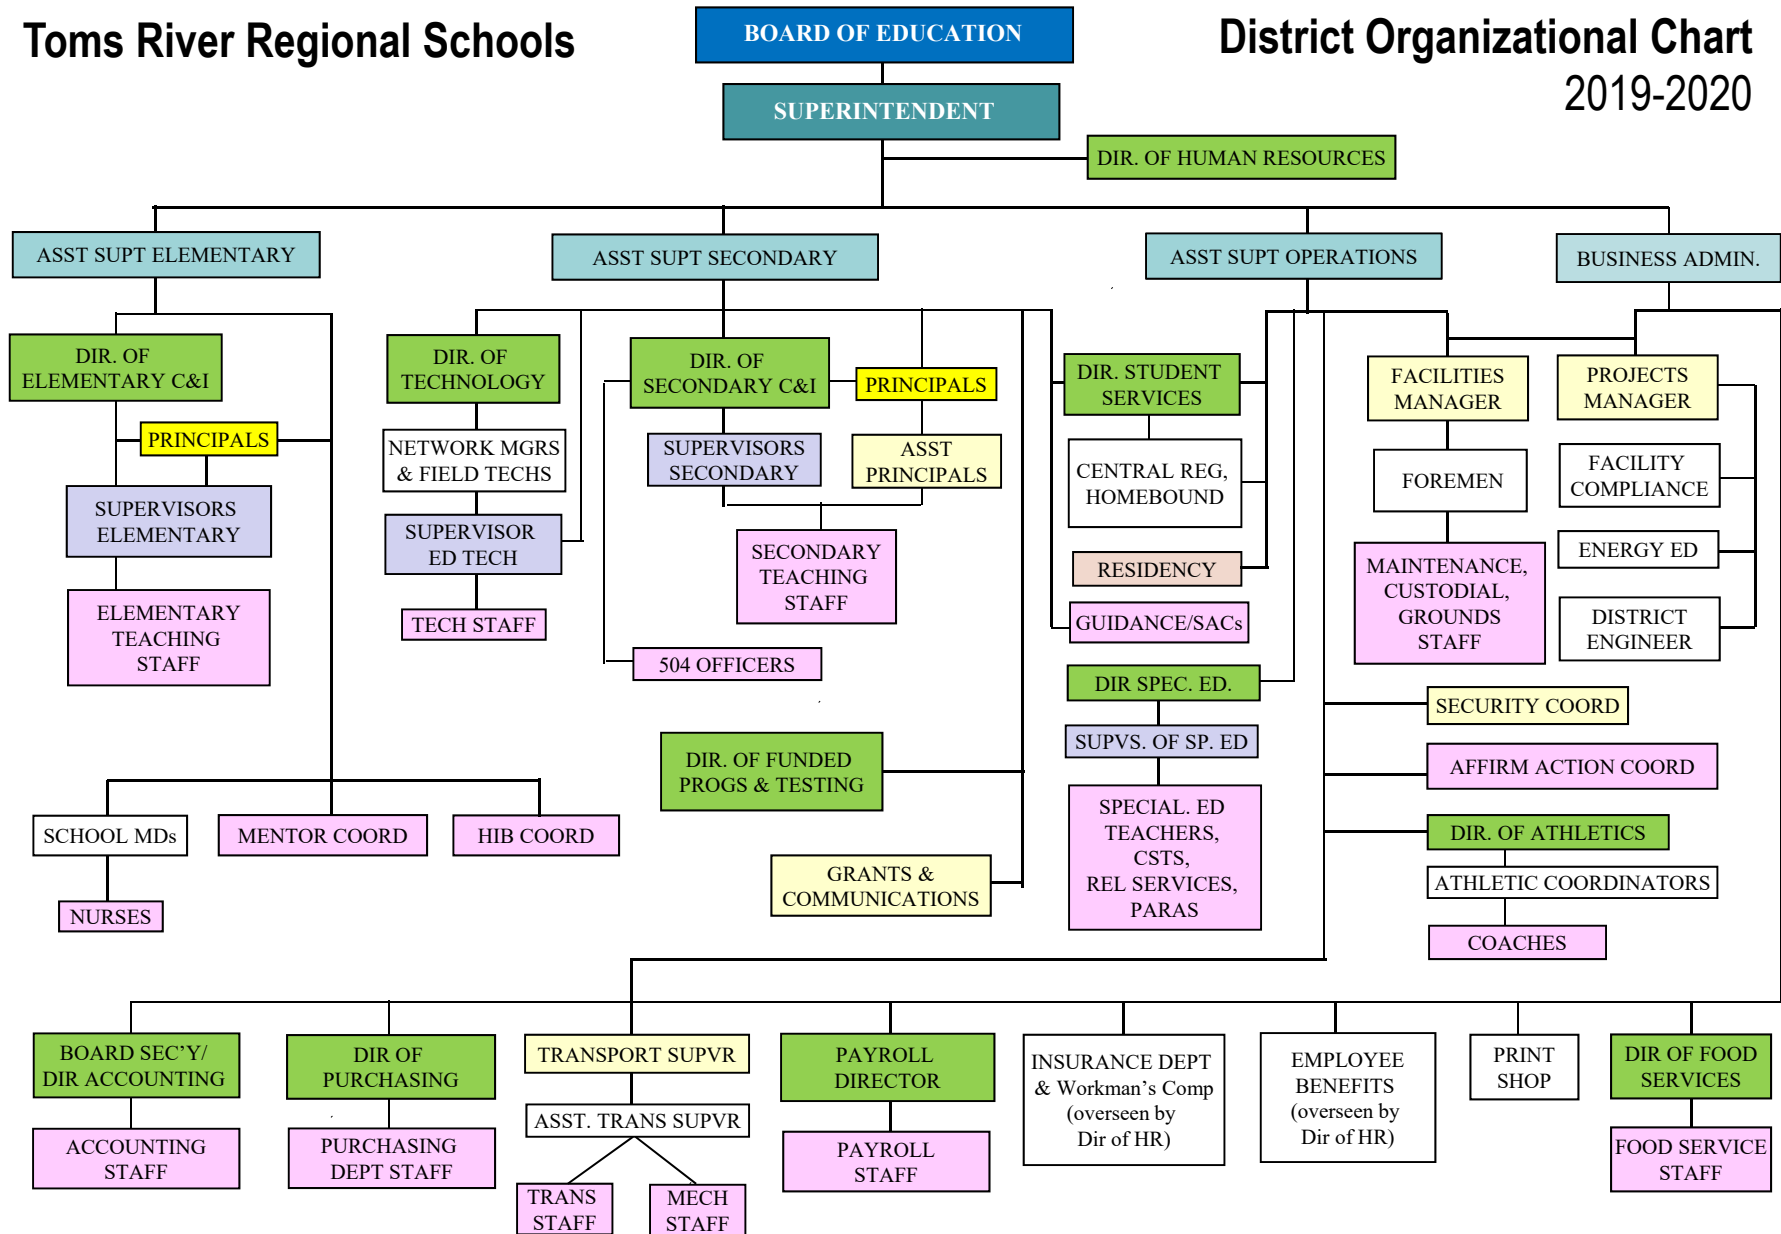 Toms River Regional Schools
BOARD OF EDUCATION
District Organizational Chart
2019-2020
SUPERINTENDENT
DIR. OF HUMAN RESOURCES
ASST SUPT ELEMENTARY
ASST SUPT SECONDARY
ASST SUPT OPERATIONS
BUSINESS ADMIN.
DIR. OF
ELEMENTARY C&I
PRINCIPALS
SUPERVISORS
ELEMENTARY
ELEMENTARY
TEACHING
STAFF
SCHOOL MDs
MENTOR COORD
HIB COORD
NURSES
DIR. OF
TECHNOLOGY
NETWORK MGRS
& FIELD TECHS
SUPERVISOR
ED TECH
TECH STAFF
DIR. OF
SECONDARY C&I
PRINCIPALS
SUPERVISORS
SECONDARY
ASST
PRINCIPALS
SECONDARY
TEACHING
STAFF
504 OFFICERS
DIR. OF FUNDED
PROGS & TESTING
GRANTS &
COMMUNICATIONS
DIR. STUDENT
SERVICES
CENTRAL REG,
HOMEBOUND
RESIDENCY
GUIDANCE/SACs
DIR SPEC. ED.
SUPVS. OF SP. ED
SPECIAL. ED
TEACHERS,
CSTS,
REL SERVICES,
PARAS
FACILITIES
MANAGER
FOREMEN
MAINTENANCE,
CUSTODIAL,
GROUNDS
STAFF
PROJECTS
MANAGER
FACILITY
COMPLIANCE
ENERGY ED
DISTRICT
ENGINEER
SECURITY COORD
AFFIRM ACTION COORD
DIR. OF ATHLETICS
ATHLETIC COORDINATORS
COACHES
BOARD SEC’Y/
DIR ACCOUNTING
ACCOUNTING
STAFF
DIR OF
PURCHASING
PURCHASING
DEPT STAFF
TRANSPORT SUPVR
ASST. TRANS SUPVR
TRANS
STAFF
MECH
STAFF
PAYROLL
DIRECTOR
PAYROLL
STAFF
INSURANCE DEPT
& Workman’s Comp
(overseen by
Dir of HR)
EMPLOYEE
BENEFITS
(overseen by
Dir of HR)
PRINT
SHOP
DIR OF FOOD
SERVICES
FOOD SERVICE
STAFF